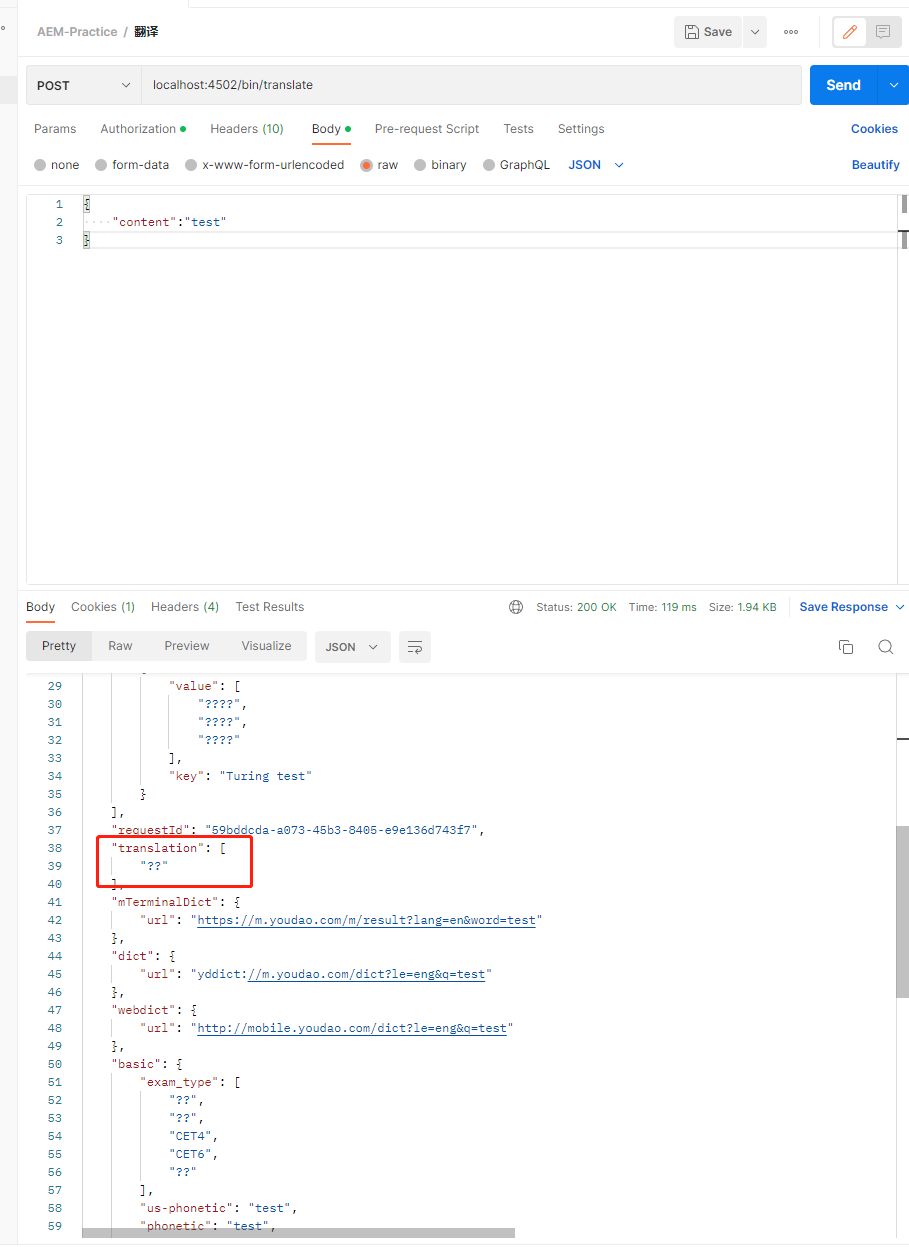 AEM-Practice / 翻译
Save
POST
localhost:4502/bin/translate
Send
Params Authorization Headers (10) Body Pre-request Script Tests Settings Cookies
none form-data x-www-form-urlencoded raw binary GraphQL JSON Beautify
1 {
2 "content":"test"
3 }
Body Cookies (1) Headers (4) Test Results Status: 200 OK Time: 119 ms Size: 1.94 KB Save Response
Pretty Raw Preview Visualize JSON
29 "value": [
30 "????",
31 "????",
32 "????"
33 ],
34 "key": "Turing test"
35 }
36 ],
37 "requestId": "59bddcda-a073-45b3-8405-e9e136d743f7",
38 "translation": [
39 "??"
40 ],
41 "mTerminalDict": {
42 "url": "https://m.youdao.com/m/result?lang=en&word=test"
43 },
44 "dict": {
45 "url": "yddict://m.youdao.com/dict?le=eng&q=test"
46 },
47 "webdict": {
48 "url": "http://mobile.youdao.com/dict?le=eng&q=test"
49 },
50 "basic": {
51 "exam_type": [
52 "??",
53 "??",
54 "CET4",
55 "CET6",
56 "??"
57 ],
58 "us-phonetic": "test",
59 "phonetic": "test",